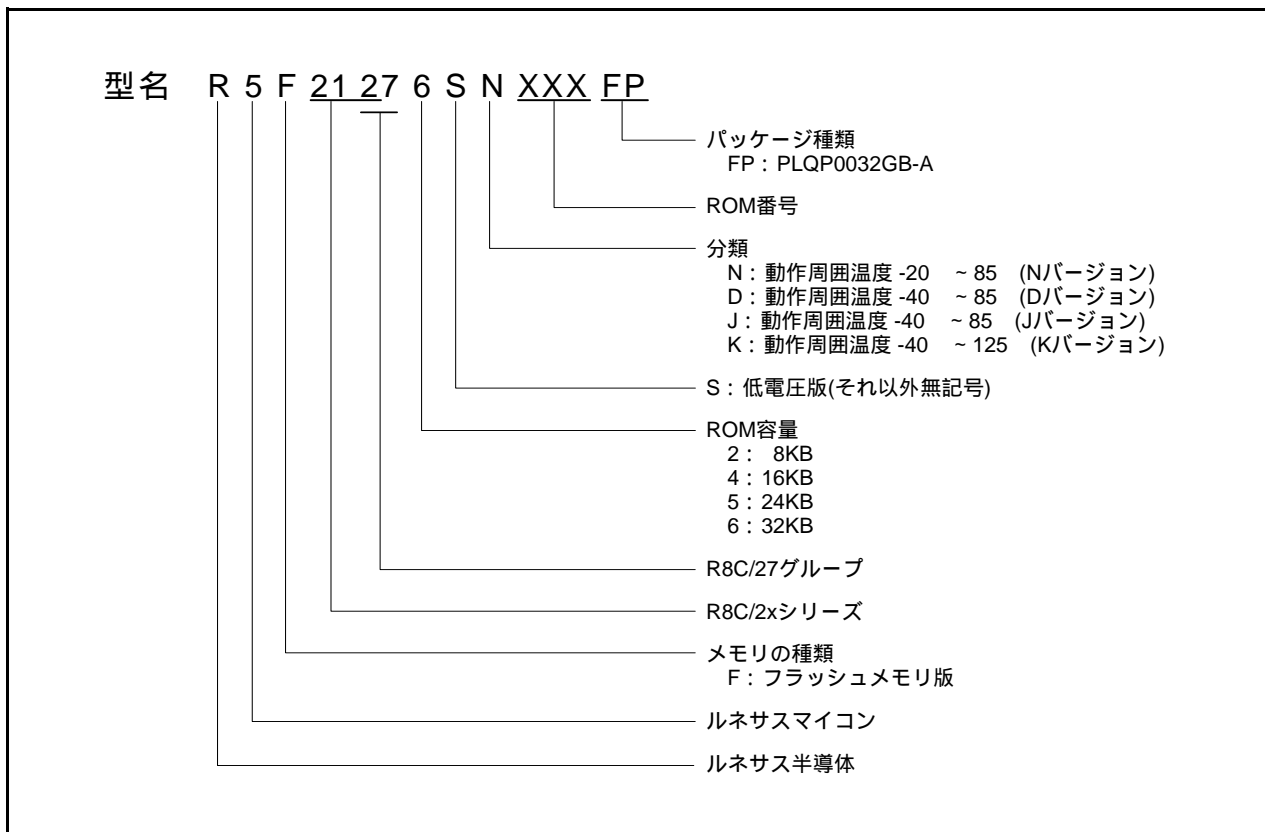 型名 R 5 F 21 27 6 S N XXX FP
パッケージ種類
FP : PLQP0032GB-A
ROM番号
分類
N : 動作周囲温度 -20 ~ 85 (Nバージョン)
D : 動作周囲温度 -40 ~ 85 (Dバージョン)
J : 動作周囲温度 -40 ~ 85 (Jバージョン)
K : 動作周囲温度 -40 ~ 125 (Kバージョン)
S : 低電圧版(それ以外無記号)
ROM容量
2 : 8KB
4 : 16KB
5 : 24KB
6 : 32KB
R8C/27グループ
R8C/2xシリーズ
メモリの種類
F : フラッシュメモリ版
ルネサスマイコン
ルネサス半導体